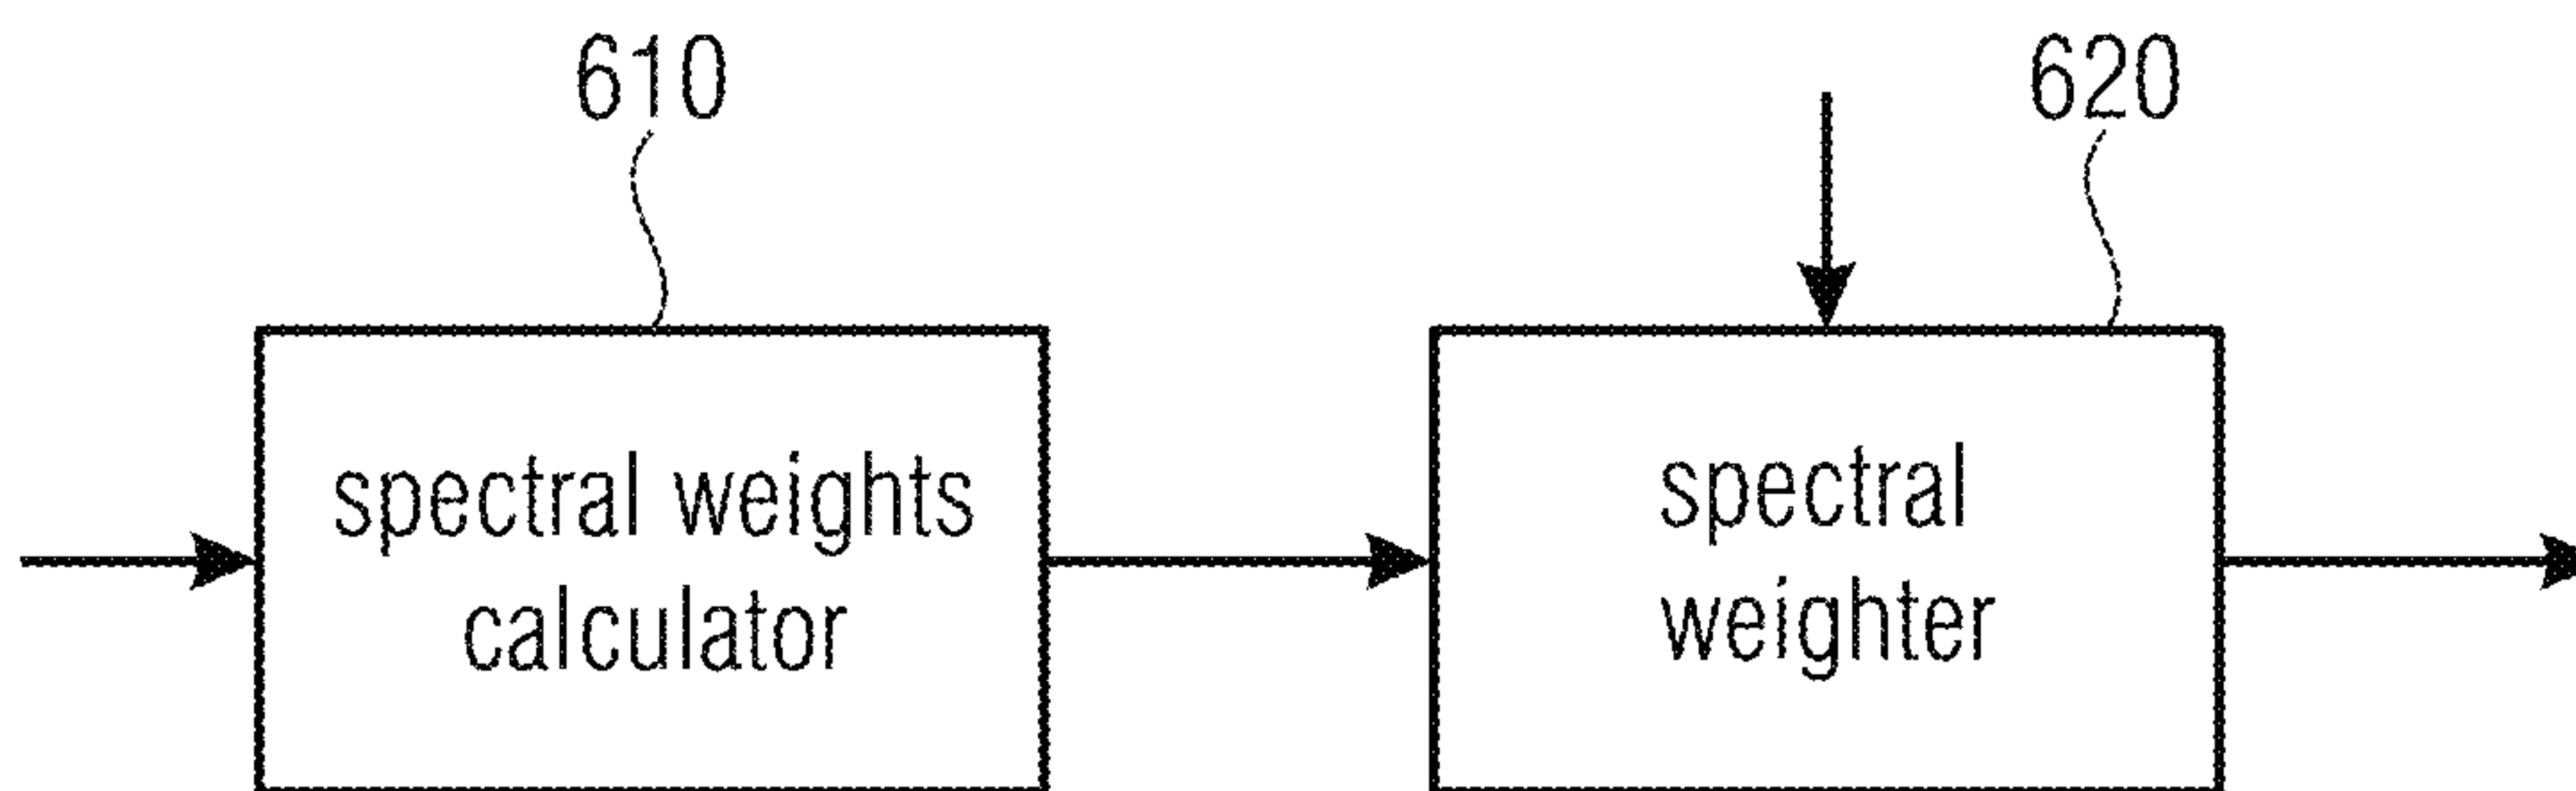 610
620
spectral weights
calculator
spectral
weighter